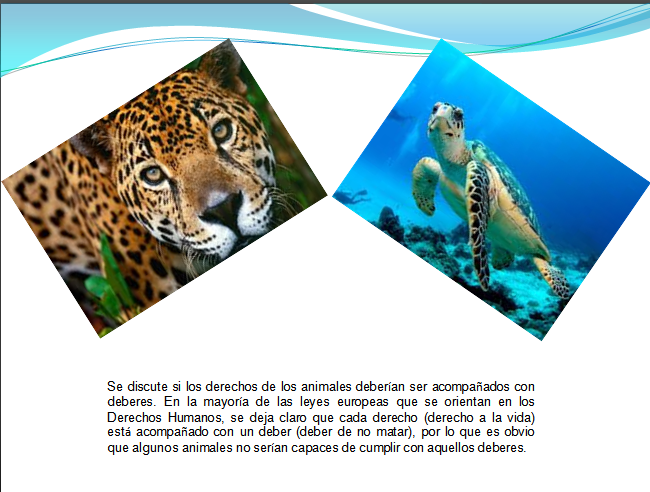 Se discute si los derechos de los animales deberían ser acompañados con
deberes. En la mayoría de las leyes europeas que se orientan en los
Derechos Humanos, se deja claro que cada derecho (derecho a la vida)
está acompañado con un deber (deber de no matar), por lo que es obvio
que algunos animales no serían capaces de cumplir con aquellos deberes.